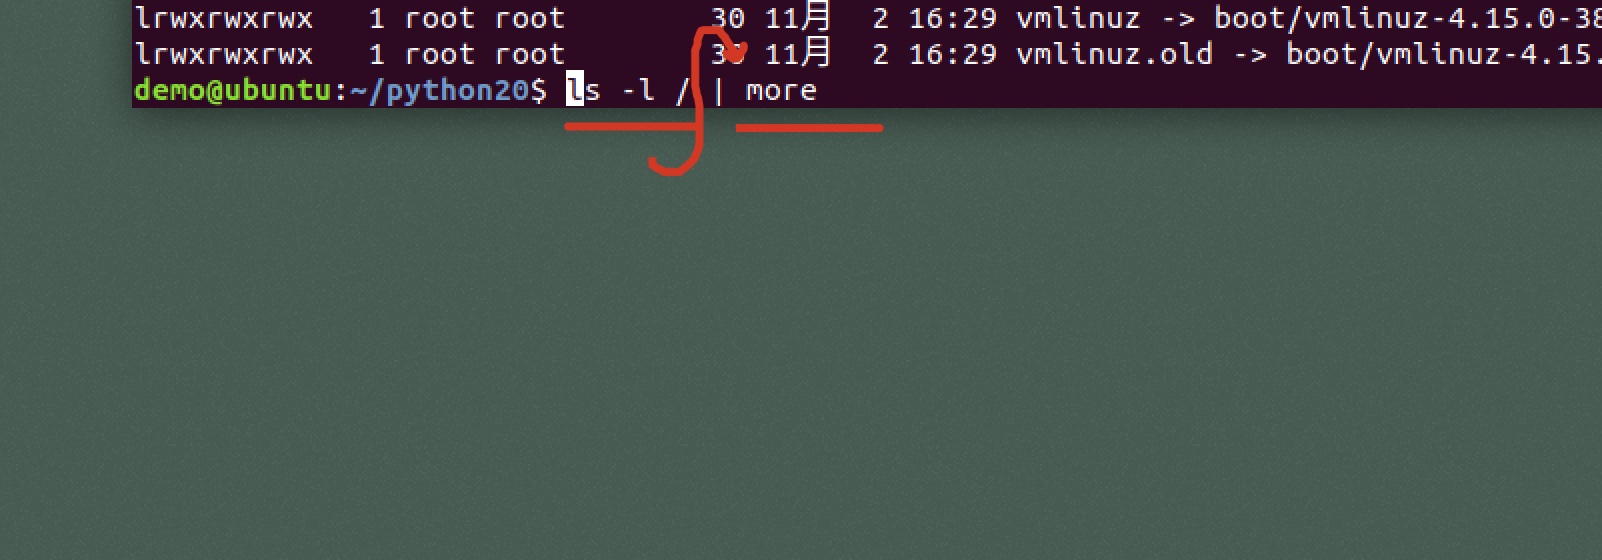 lrwxrwxrwx   1 root root        30 11月  2 16:29 vmlinuz -> boot/vmlinuz-4.15.0-38
lrwxrwxrwx   1 root root        30 11月  2 16:29 vmlinuz.old -> boot/vmlinuz-4.15.
demo@ubuntu:~/python20$ ls -l / | more